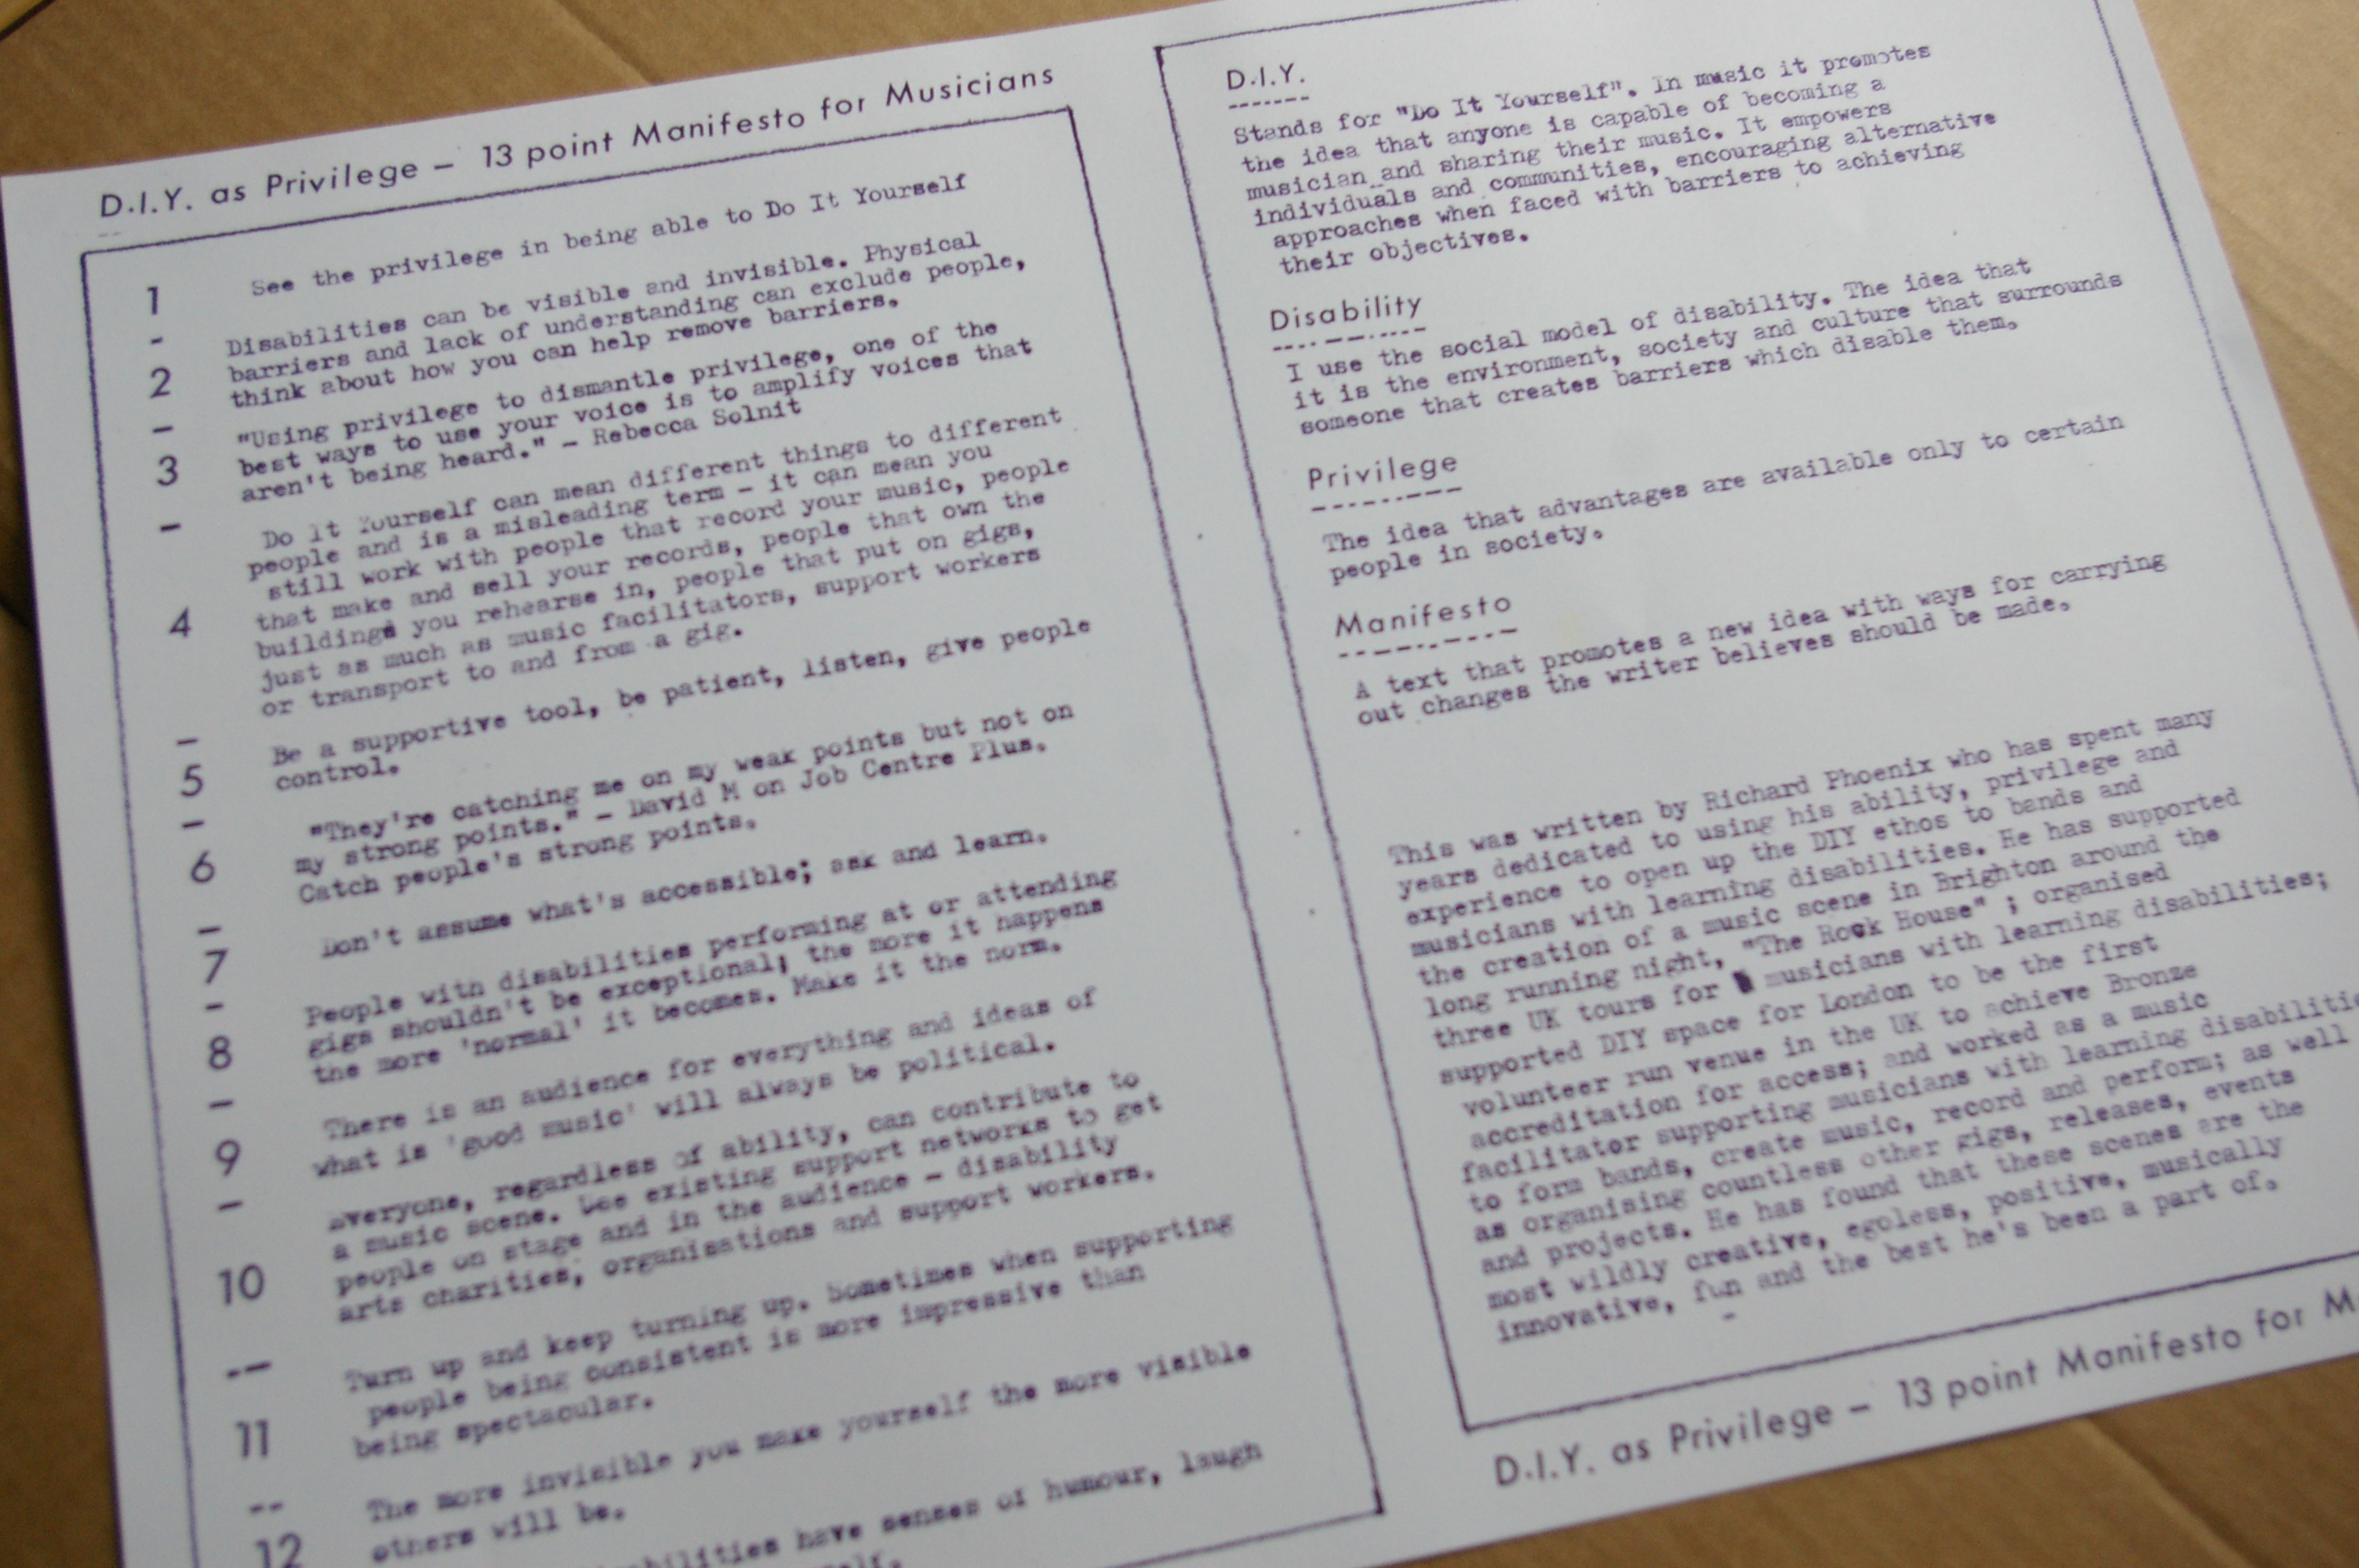 D.I.Y. as Privilege – 13 point Manifesto for Musicians
1
See the privilege in being able to Do It Yourself
-
2
Disabilities can be visible and invisible. Physical
barriers and lack of understanding can exclude people,
think about how you can help remove barriers.
-
3
"Using privilege to dismantle privilege, one of the
best ways to use your voice is to amplify voices that
aren't being heard." – Rebecca Solnit
-
4
Do It Yourself can mean different things to different
people and is a misleading term – it can mean you
still work with people that record your music, people
that make and sell your records, people that own the
buildings you rehearse in, people that put on gigs,
just as much as music facilitators, support workers
or transport to and from a gig.
-
5
Be a supportive tool, be patient, listen, give people
control.
-
6
"They're catching me on my weak points but not on
my strong points." – David M on Job Centre Plus.
Catch people's strong points.
-
7
Don't assume what's accessible; ask and learn.
-
8
People with disabilities performing at or attending
gigs shouldn't be exceptional; the more it happens
the more 'normal' it becomes. Make it the norm.
-
9
There is an audience for everything and ideas of
what is 'good music' will always be political.
-
10
Everyone, regardless of ability, can contribute to
a music scene. Use existing support networks to get
people on stage and in the audience – disability
arts charities, organisations and support workers.
--
11
Turn up and keep turning up. Sometimes when supporting
people being consistent is more impressive than
being spectacular.
--
12
The more invisible you make yourself the more visible
others will be.
have senses of humour, laugh
D.I.Y.
Stands for "Do It Yourself". In music it promotes
the idea that anyone is capable of becoming a
musician and sharing their music. It empowers
individuals and communities, encouraging alternative
approaches when faced with barriers to achieving
their objectives.
Disability
I use the social model of disability. The idea that
it is the environment, society and culture that surrounds
someone that creates barriers which disable them.
Privilege
The idea that advantages are available only to certain
people in society.
Manifesto
A text that promotes a new idea with ways for carrying
out changes the writer believes should be made.
This was written by Richard Phoenix who has spent many
years dedicated to using his ability, privilege and
experience to open up the DIY ethos to bands and
musicians with learning disabilities. He has supported
the creation of a music scene in Brighton around the
long running night, "The Rock House" ; organised
three UK tours for musicians with learning disabilities;
supported DIY space for London to be the first
volunteer run venue in the UK to achieve Bronze
accreditation for access; and worked as a music
facilitator supporting musicians with learning disabilitie
to form bands, create music, record and perform; as well
as organising countless other gigs, releases, events
and projects. He has found that these scenes are the
most wildly creative, egoless, positive, musically
innovative, fun and the best he's been a part of.
D.I.Y. as Privilege – 13 point Manifesto for M